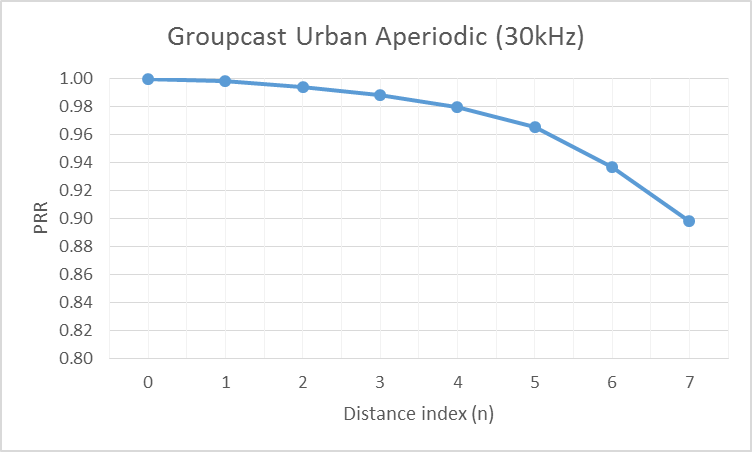 Groupcast Urban Aperiodic (30kHz)
1.00
0.98
0.96
0.94
0.92
0.90
0.88
0.86
0.84
0.82
0.80
PRR
0 1 2 3 4 5 6 7
Distance index (n)